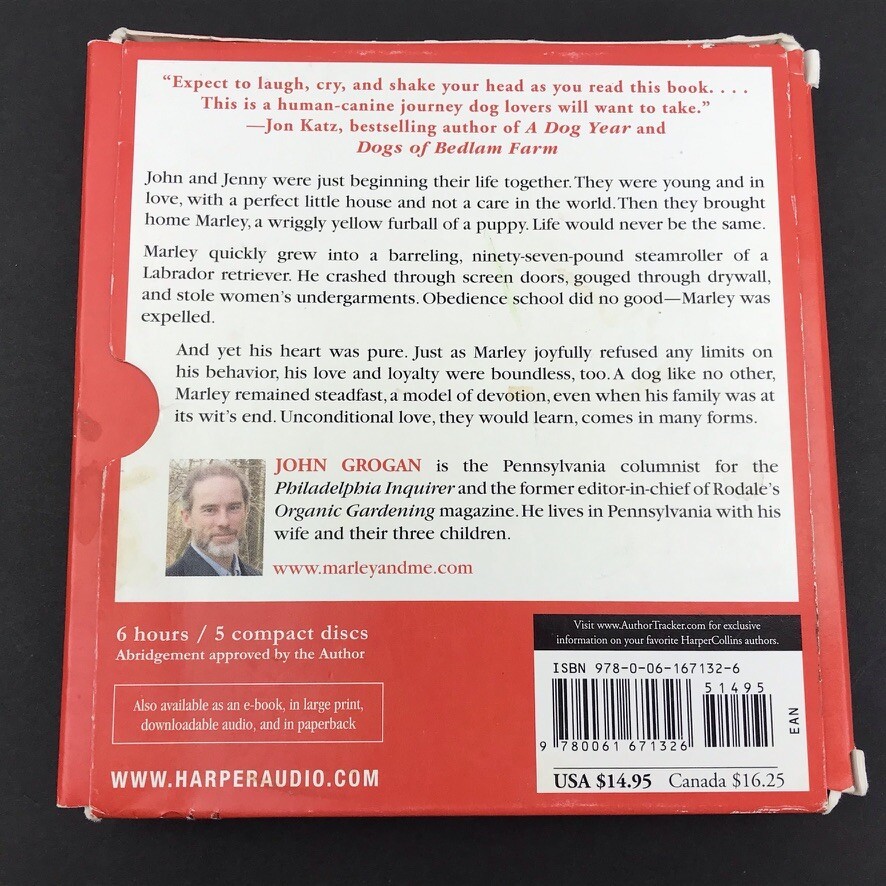 “Expect to laugh, cry, and shake your head as you read this book. . . .
This is a human-canine journey dog lovers will want to take.”
—Jon Katz, bestselling author of A Dog Year and
Dogs of Bedlam Farm
John and Jenny were just beginning their life together. They were young and in
love, with a perfect little house and not a care in the world. Then they brought
home Marley, a wriggly yellow furball of a puppy. Life would never be the same.
Marley quickly grew into a barreling, ninety-seven-pound steamroller of a
Labrador retriever. He crashed through screen doors, gouged through drywall,
and stole women’s undergarments. Obedience school did no good—Marley was
expelled.
And yet his heart was pure. Just as Marley joyfully refused any limits on
his behavior, his love and loyalty were boundless, too. A dog like no other,
Marley remained steadfast, a model of devotion, even when his family was at
its wit’s end. Unconditional love, they would learn, comes in many forms.
JOHN GROGAN is the Pennsylvania columnist for the
Philadelphia Inquirer and the former editor-in-chief of Rodale’s
Organic Gardening magazine. He lives in Pennsylvania with his
wife and their three children.
www.marleyandme.com
6 hours / 5 compact discs
Abridgement approved by the Author
Also available as an e-book, in large print,
downloadable audio, and in paperback
WWW.HARPERAUDIO.COM
Visit www.AuthorTracker.com for exclusive
information on your favorite HarperCollins authors.
ISBN 978-0-06-167132-6
51495
9 780061 671326
EAN
USA $14.95 Canada $16.25